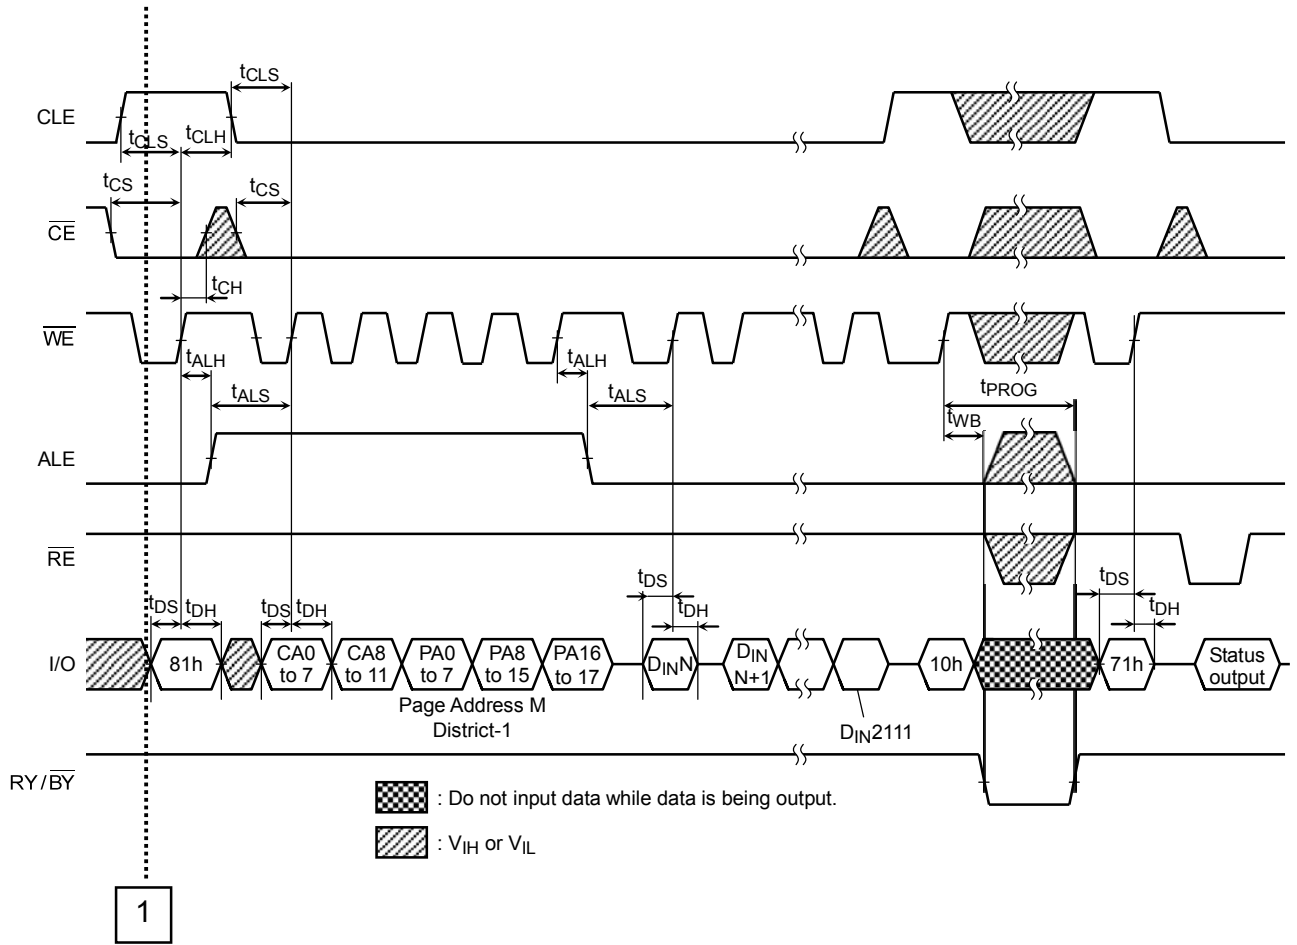 tCLS
CLE
tCLS tCLH
tCS tCS
CE
tCH
WE
tALH tALH
tALS tALS tPROG
tWB
ALE
RE
tDS tDS
tDH
tDS tDH tDS tDH tDH
I/O 81h CA0 to 7 CA8 to 11 PA0 to 7 PA8 to 15 PA16 to 17 DINN DIN N+1 10h 71h Status output
Page Address M
District-1
DIN2111
RY/BY
: Do not input data while data is being output.
: VIH or VIL
1